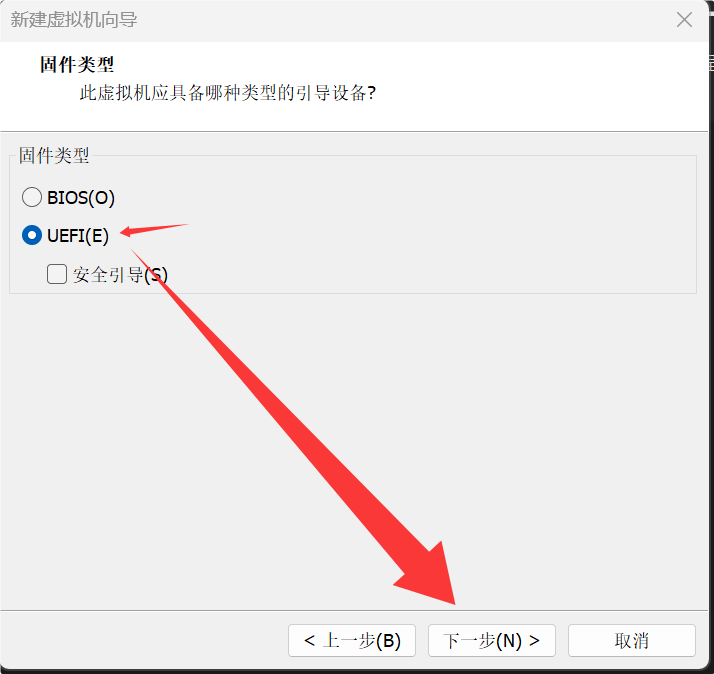 新建虚拟机向导
固件类型
此虚拟机应具备哪种类型的引导设备?
固件类型
BIOS(O)
UEFI(E)
安全引导(S)
< 上一步(B) 下一步(N) > 取消